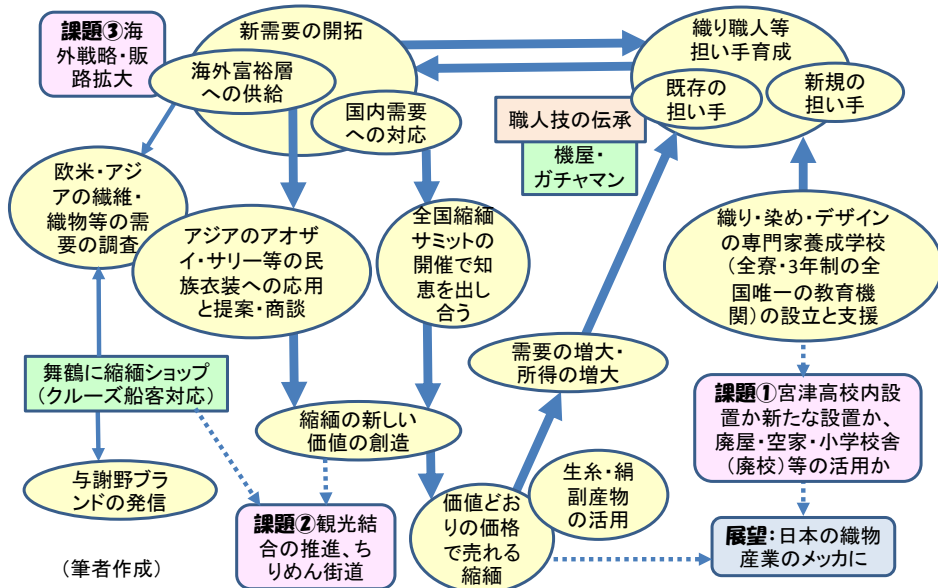 課題③海
外戦略・販
路拡大
新需要の開拓
海外富裕層
への供給
国内需要
への対応
織り職人等
担い手育成
既存の
担い手
新規の
担い手
職人技の伝承
機屋・
ガチャマン
欧米・アジ
アの繊維・
織物等の需
要の調査
アジアのアオザ
イ・サリー等の民
族衣装への応用
と提案・商談
全国縮緬
サミットの
開催で知
恵を出し
合う
織り・染め・デザイン
の専門家養成学校
(全寮・3年制の全
国唯一の教育機
関)の設立と支援
舞鶴に縮緬ショップ
(クルーズ船客対応)
需要の増大・
所得の増大
課題①宮津高校内設
置か新たな設置か、
廃屋・空家・小学校舎
(廃校)等の活用か
縮緬の新しい
価値の創造
与謝野ブラ
ンドの発信
課題②観光結
合の推進、ち
りめん街道
価値どお
りの価格
で売れる
縮緬
生糸・絹
副産物
の活用
展望:日本の織物
産業のメッカに
(筆者作成)